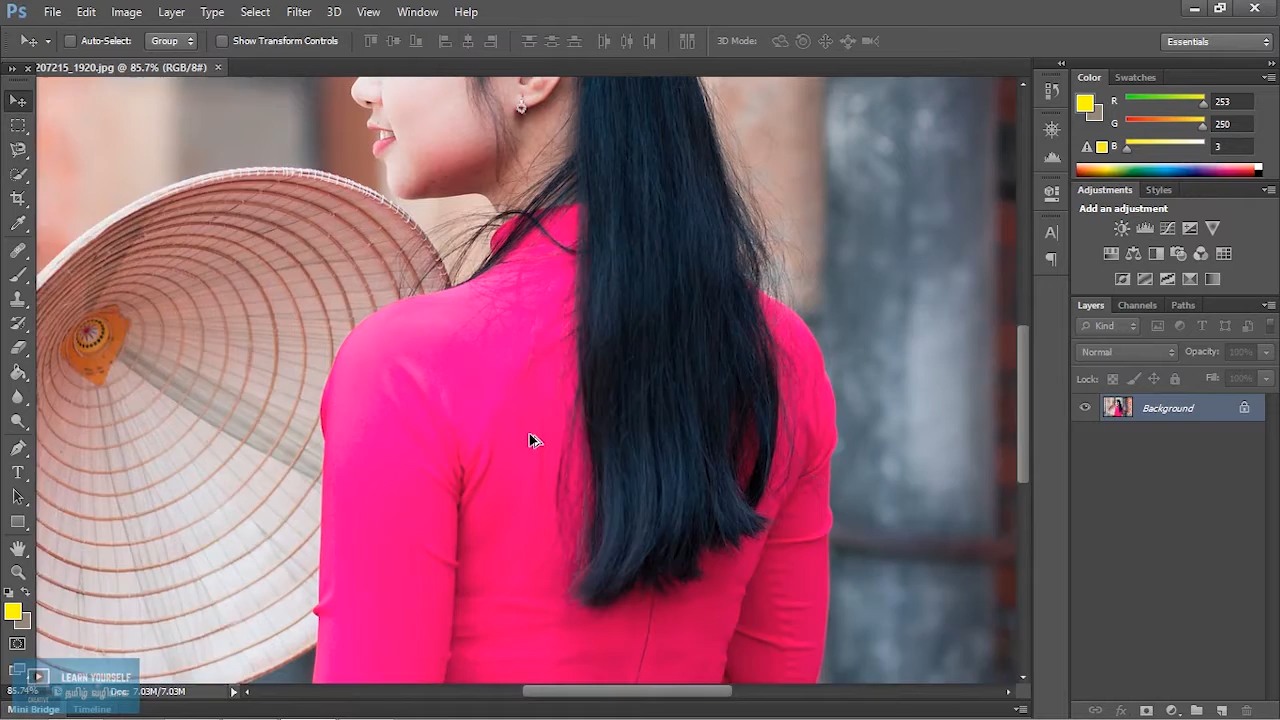 Ps File Edit Image Layer Type Select Filter 3D View Window Help
Auto-Select: Group Show Transform Controls 3D Mode: Essentials
207215_1920.jpg @ 85.7% (RGB/8#) ×
Color Swatches
R 253
G 250
B 3
Adjustments Styles
Add an adjustment
Layers Channels Paths
Kind
Normal Opacity: 100%
Lock: Fill: 100%
Background
LEARN YOURSELF
CREATIVE தமிழ் வழியில்
85.74% Doc: 7.03M/7.03M
Mini Bridge Timeline